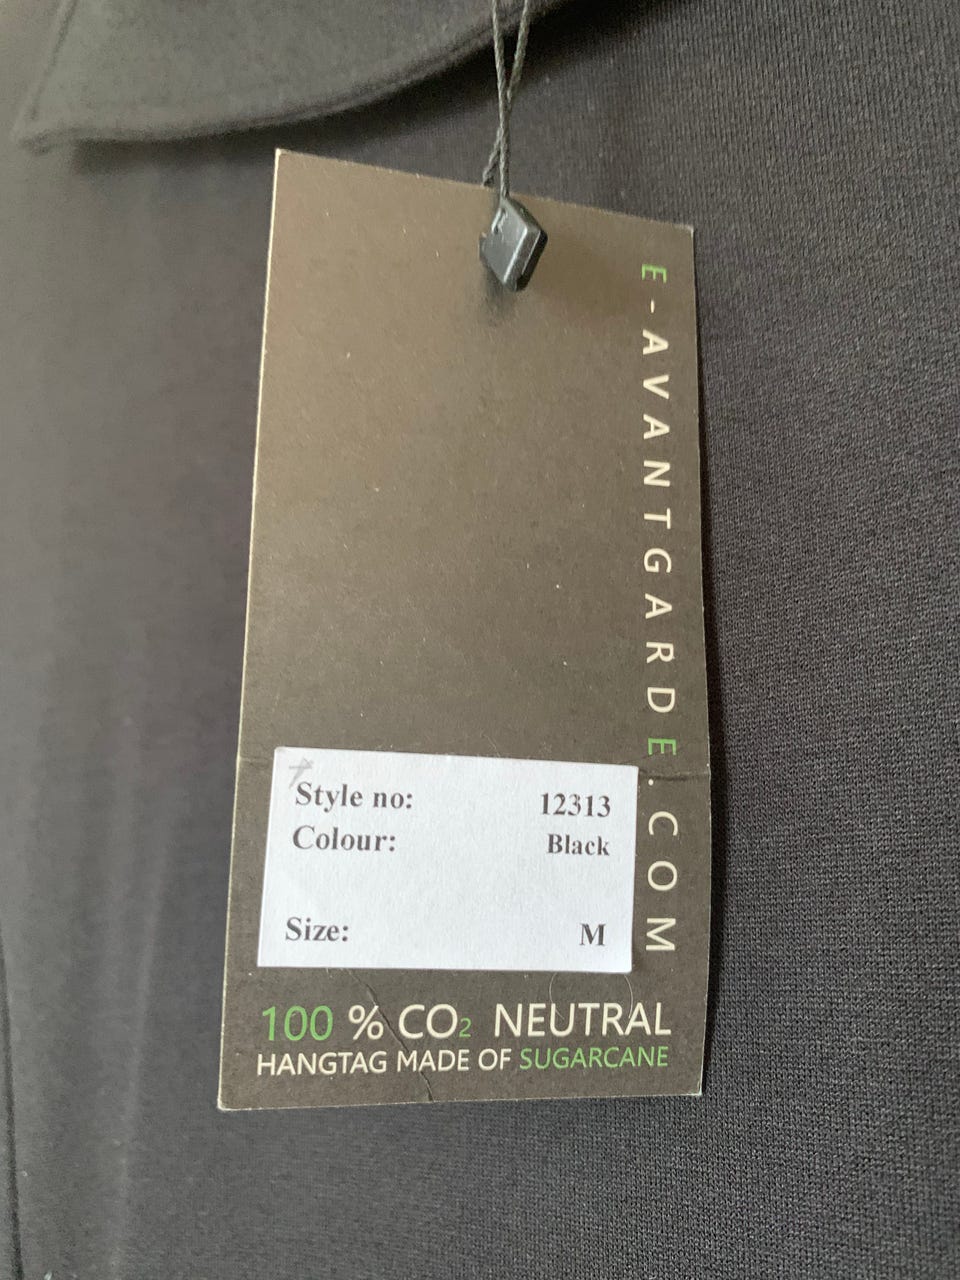 E-AVANTGARDE.COM
Style no: 12313
Colour: Black
Size: M
100 % CO₂ NEUTRAL
HANGTAG MADE OF SUGARCANE